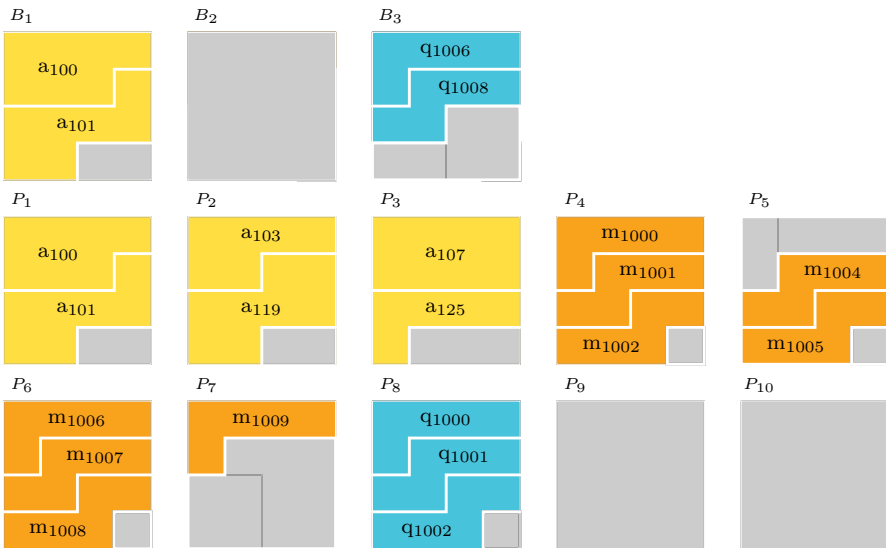 B1 B2 B3
a100 q1006
q1008
a101
P1 P2 P3 P4 P5
a103 m1000
a100 a107
m1001 m1004
a101 a119 a125
m1002 m1005
P6 P7 P8 P9 P10
m1006 m1009 q1000
m1007 q1001
m1008 q1002